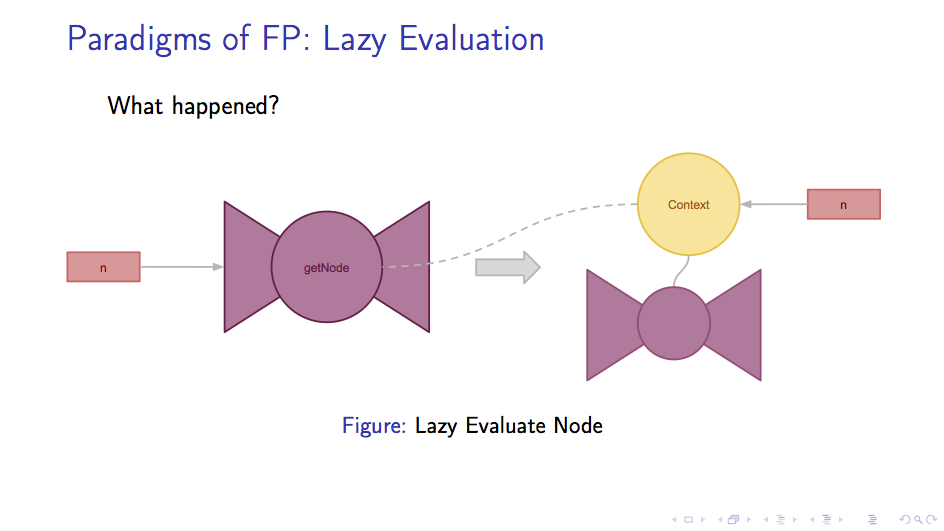 Paradigms of FP: Lazy Evaluation
What happened?
Context
n
n
getNode
Figure: Lazy Evaluate Node